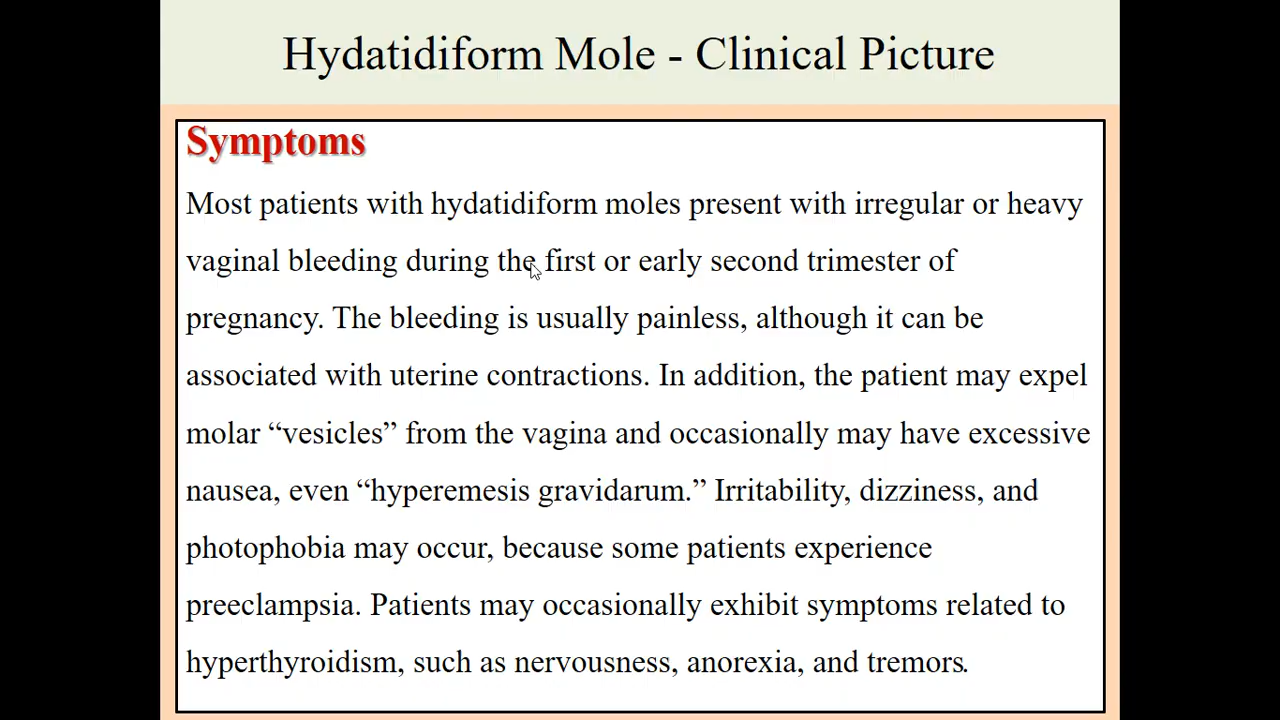 Hydatidiform Mole - Clinical Picture
Symptoms
Most patients with hydatidiform moles present with irregular or heavy
vaginal bleeding during the first or early second trimester of
pregnancy. The bleeding is usually painless, although it can be
associated with uterine contractions. In addition, the patient may expel
molar “vesicles” from the vagina and occasionally may have excessive
nausea, even “hyperemesis gravidarum.” Irritability, dizziness, and
photophobia may occur, because some patients experience
preeclampsia. Patients may occasionally exhibit symptoms related to
hyperthyroidism, such as nervousness, anorexia, and tremors.